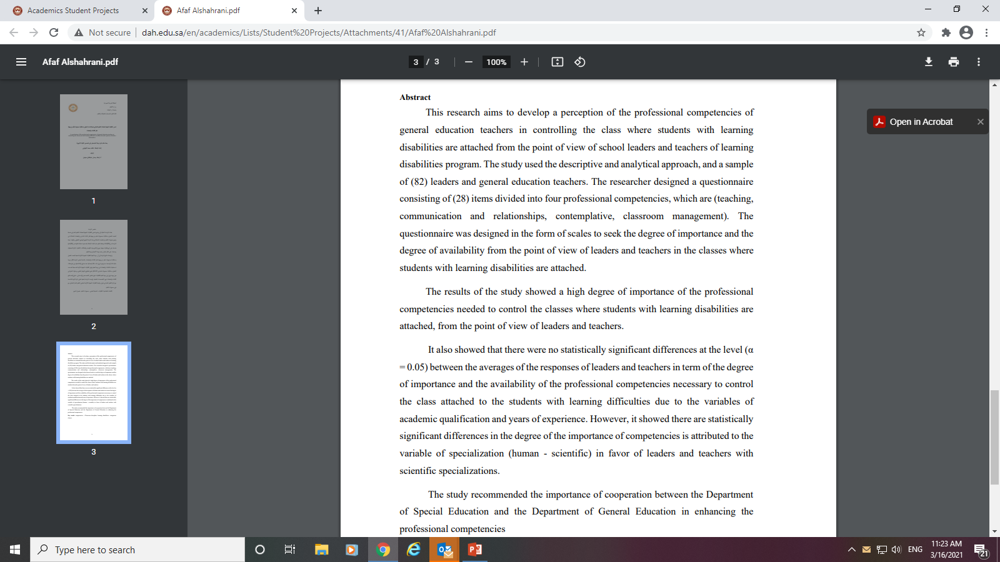 Academics Student Projects
Afaf Alshahrani.pdf
Not secure
dah.edu.sa/en/academics/Lists/Student%20Projects/Attachments/41/Afaf%20Alshahrani.pdf
Afaf Alshahrani.pdf
3 / 3
100%
Open in Acrobat
1
2
3
Abstract
This research aims to develop a perception of the professional competencies of
general education teachers in controlling the class where students with learning
disabilities are attached from the point of view of school leaders and teachers of learning
disabilities program. The study used the descriptive and analytical approach, and a sample
of (82) leaders and general education teachers. The researcher designed a questionnaire
consisting of (28) items divided into four professional competencies, which are (teaching,
communication and relationships, contemplative, classroom management). The
questionnaire was designed in the form of scales to seek the degree of importance and the
degree of availability from the point of view of leaders and teachers in the classes where
students with learning disabilities are attached.
The results of the study showed a high degree of importance of the professional
competencies needed to control the classes where students with learning disabilities are
attached, from the point of view of leaders and teachers.
It also showed that there were no statistically significant differences at the level (α
= 0.05) between the averages of the responses of leaders and teachers in term of the degree
of importance and the availability of the professional competencies necessary to control
the class attached to the students with learning difficulties due to the variables of
academic qualification and years of experience. However, it showed there are statistically
significant differences in the degree of the importance of competencies is attributed to the
variable of specialization (human - scientific) in favor of leaders and teachers with
scientific specializations.
The study recommended the importance of cooperation between the Department
of Special Education and the Department of General Education in enhancing the
professional competencies
Type here to search
ENG
11:23 AM
3/16/2021
21